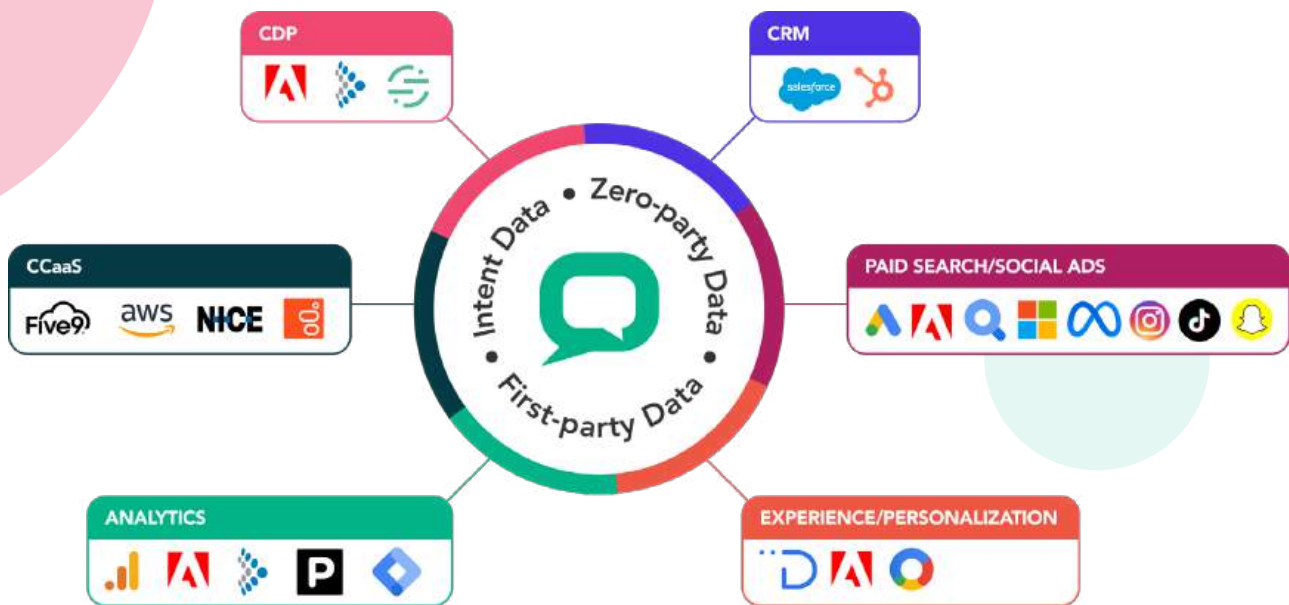 CDP
CRM
salesforce
Intent Data • Zero-party Data • First-party Data •
CCaaS
Five9
aws
NICE
PAID SEARCH/SOCIAL ADS
ANALYTICS
P
EXPERIENCE/PERSONALIZATION
D